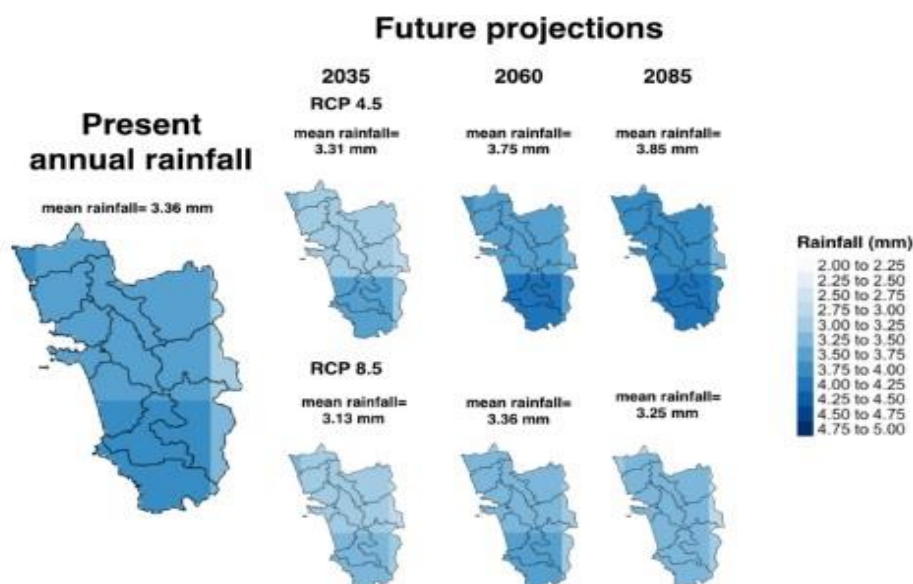 Future projections
2035
2060
2085
RCP 4.5
Present
annual rainfall
mean rainfall= 3.36 mm
mean rainfall=
3.31 mm
mean rainfall=
3.75 mm
mean rainfall=
3.85 mm
RCP 8.5
mean rainfall=
3.13 mm
mean rainfall=
3.36 mm
mean rainfall=
3.25 mm
Rainfall (mm)
2.00 to 2.25
2.25 to 2.50
2.50 to 2.75
2.75 to 3.00
3.00 to 3.25
3.25 to 3.50
3.50 to 3.75
3.75 to 4.00
4.00 to 4.25
4.25 to 4.50
4.50 to 4.75
4.75 to 5.00